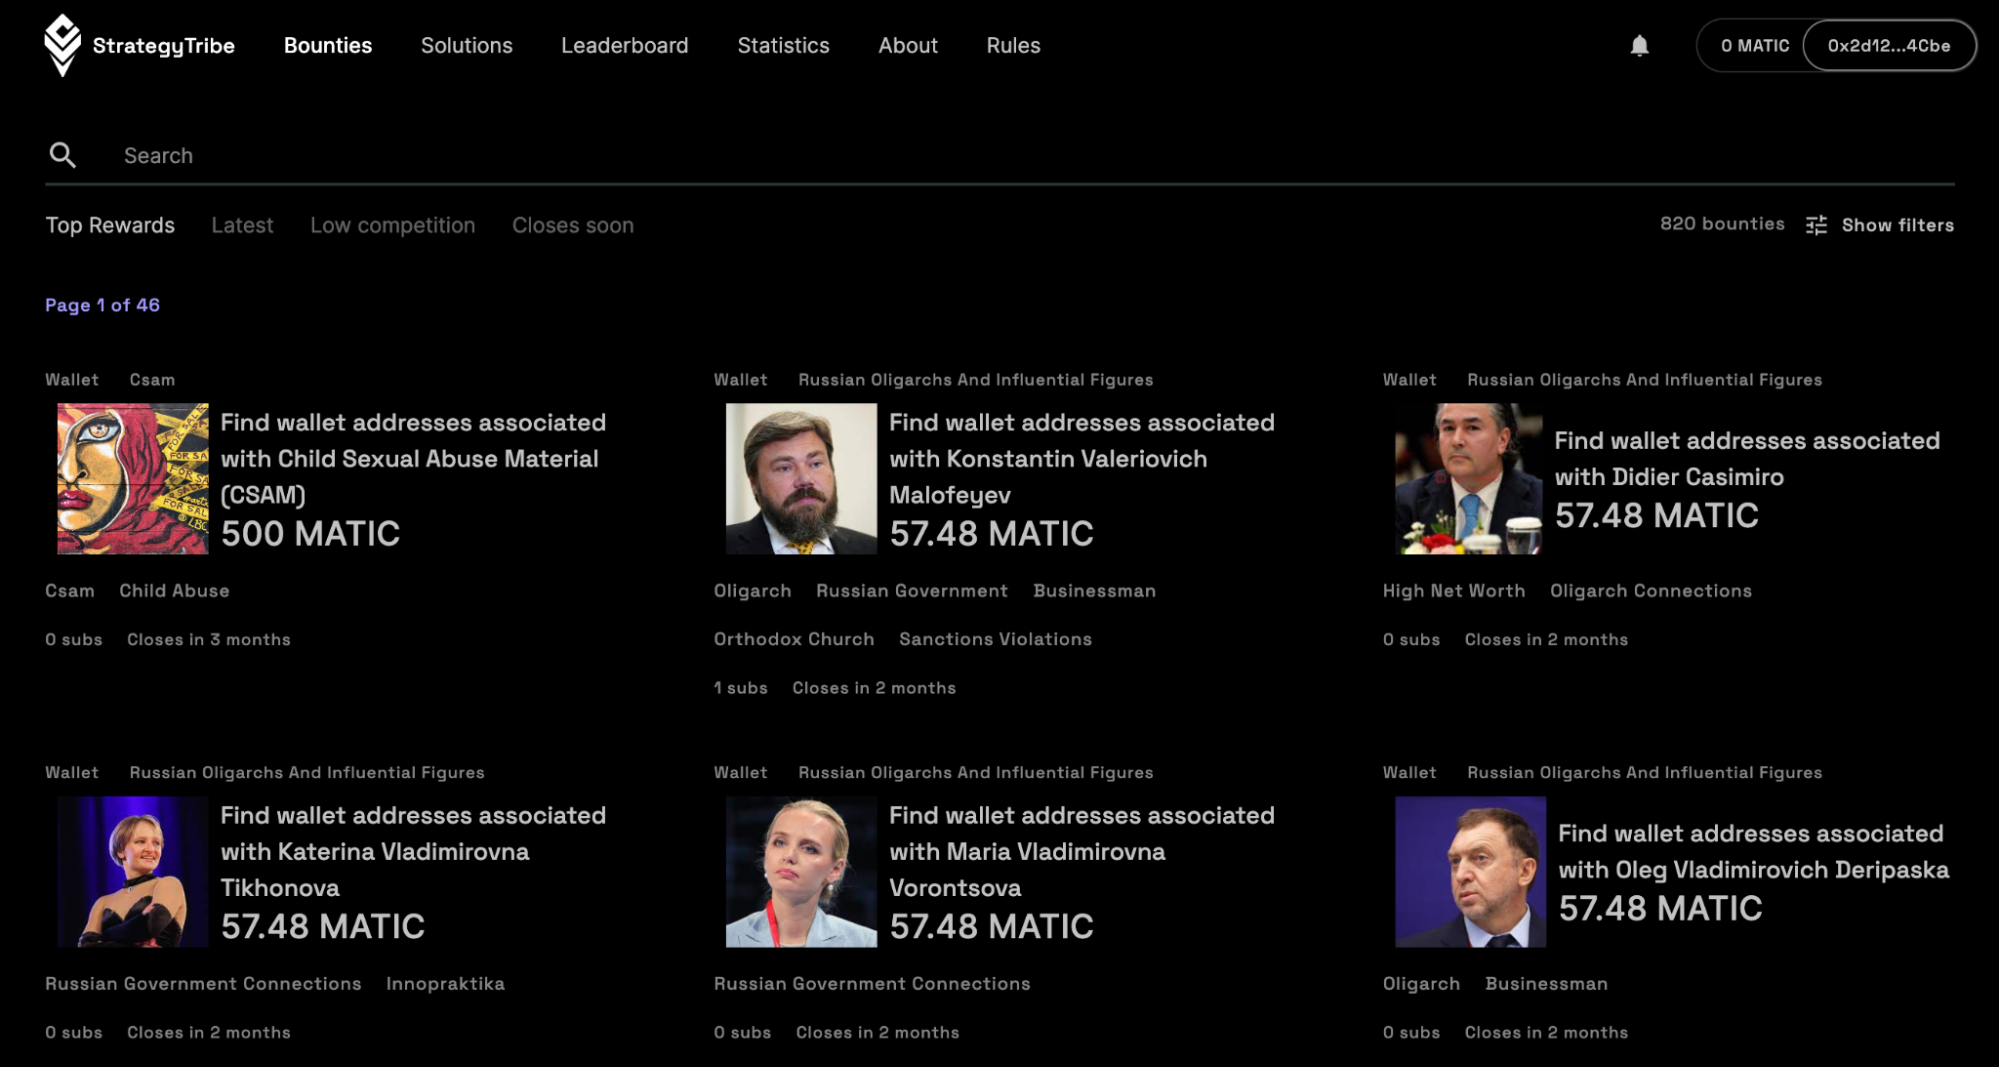 StrategyTribe Bounties Solutions Leaderboard Statistics About Rules 0 MATIC 0x2d12...4Cbe
Search
Top Rewards Latest Low competition Closes soon 820 bounties Show filters
Page 1 of 46
Wallet Csam
Find wallet addresses associated
with Child Sexual Abuse Material
(CSAM)
500 MATIC
Csam Child Abuse
0 subs Closes in 3 months
Wallet Russian Oligarchs And Influential Figures
Find wallet addresses associated
with Konstantin Valeriovich
Malofeyev
57.48 MATIC
Oligarch Russian Government Businessman
Orthodox Church Sanctions Violations
1 subs Closes in 2 months
Wallet Russian Oligarchs And Influential Figures
Find wallet addresses associated
with Didier Casimiro
57.48 MATIC
High Net Worth Oligarch Connections
0 subs Closes in 2 months
Wallet Russian Oligarchs And Influential Figures
Find wallet addresses associated
with Katerina Vladimirovna
Tikhonova
57.48 MATIC
Russian Government Connections Innopraktika
0 subs Closes in 2 months
Wallet Russian Oligarchs And Influential Figures
Find wallet addresses associated
with Maria Vladimirovna
Vorontsova
57.48 MATIC
Russian Government Connections
0 subs Closes in 2 months
Wallet Russian Oligarchs And Influential Figures
Find wallet addresses associated
with Oleg Vladimirovich Deripaska
57.48 MATIC
Oligarch Businessman
0 subs Closes in 2 months